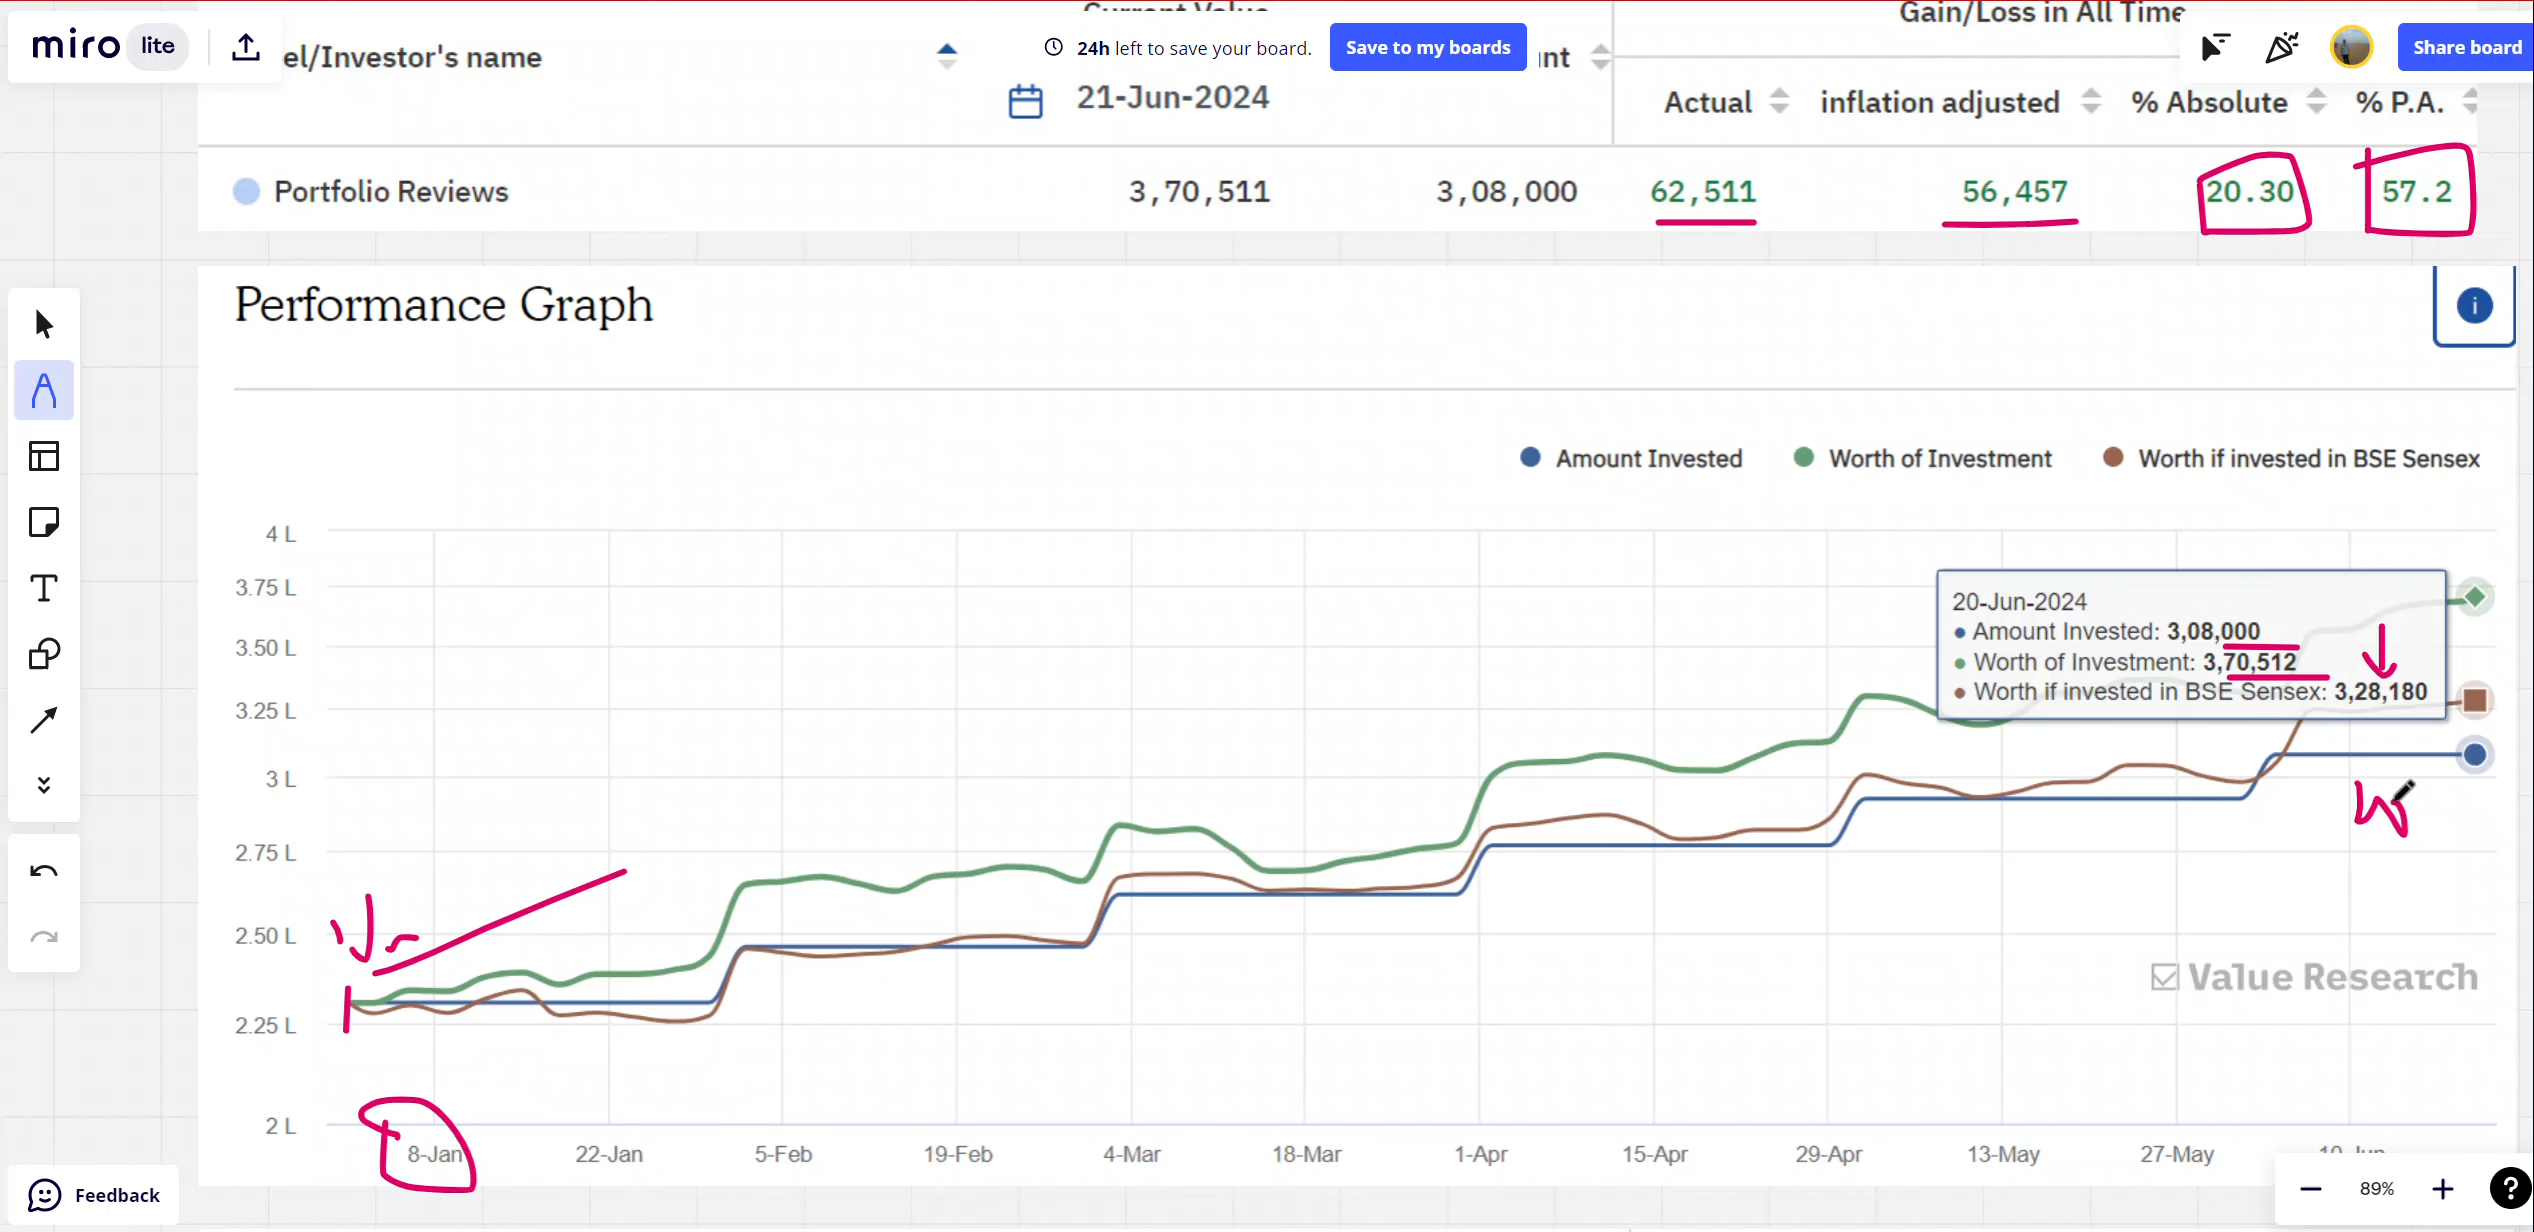 miro lite
24h left to save your board.
Save to my boards
Share board
Current Value
Gain/Loss in All Time
el/Investor's name
nt
21-Jun-2024
Actual
inflation adjusted
% Absolute
% P.A.
Portfolio Reviews
3,70,511
3,08,000
62,511
56,457
20.30
57.2
Performance Graph
i
Amount Invested
Worth of Investment
Worth if invested in BSE Sensex
4 L
3.75 L
3.50 L
3.25 L
3 L
2.75 L
2.50 L
2.25 L
2 L
20-Jun-2024
Amount Invested: 3,08,000
Worth of Investment: 3,70,512
Worth if invested in BSE Sensex: 3,28,180
Value Research
8-Jan
22-Jan
5-Feb
19-Feb
4-Mar
18-Mar
1-Apr
15-Apr
29-Apr
13-May
27-May
10-Jun
Feedback
89%
?